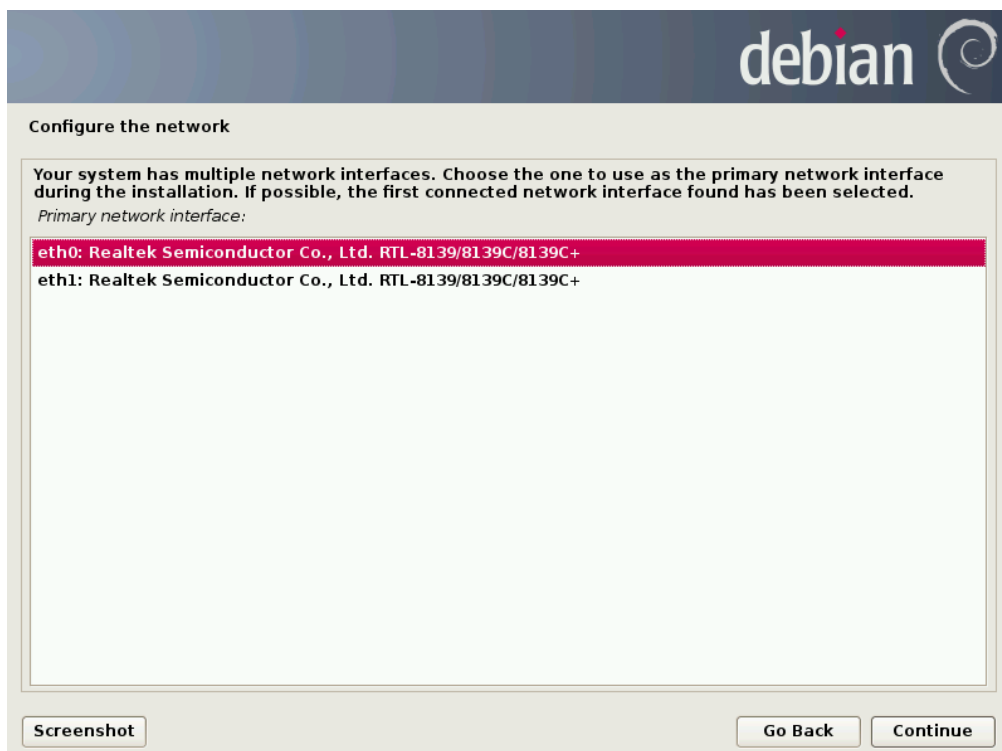 debian
Configure the network
Your system has multiple network interfaces. Choose the one to use as the primary network interface
during the installation. If possible, the first connected network interface found has been selected.
Primary network interface:
eth0: Realtek Semiconductor Co., Ltd. RTL-8139/8139C/8139C+
eth1: Realtek Semiconductor Co., Ltd. RTL-8139/8139C/8139C+
Screenshot
Go Back
Continue